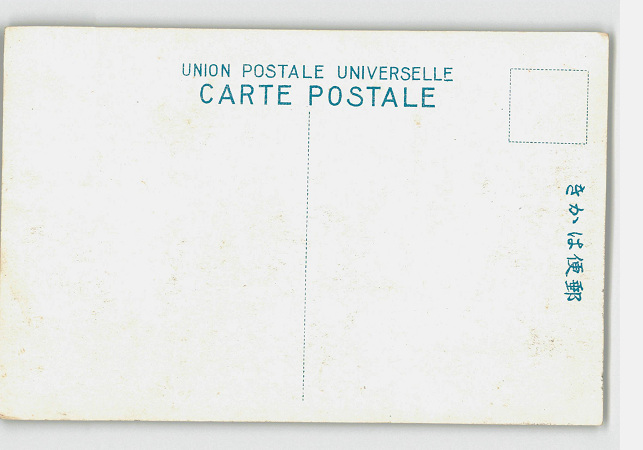 UNION POSTALE UNIVERSELLE
CARTE POSTALE
郵便はかき